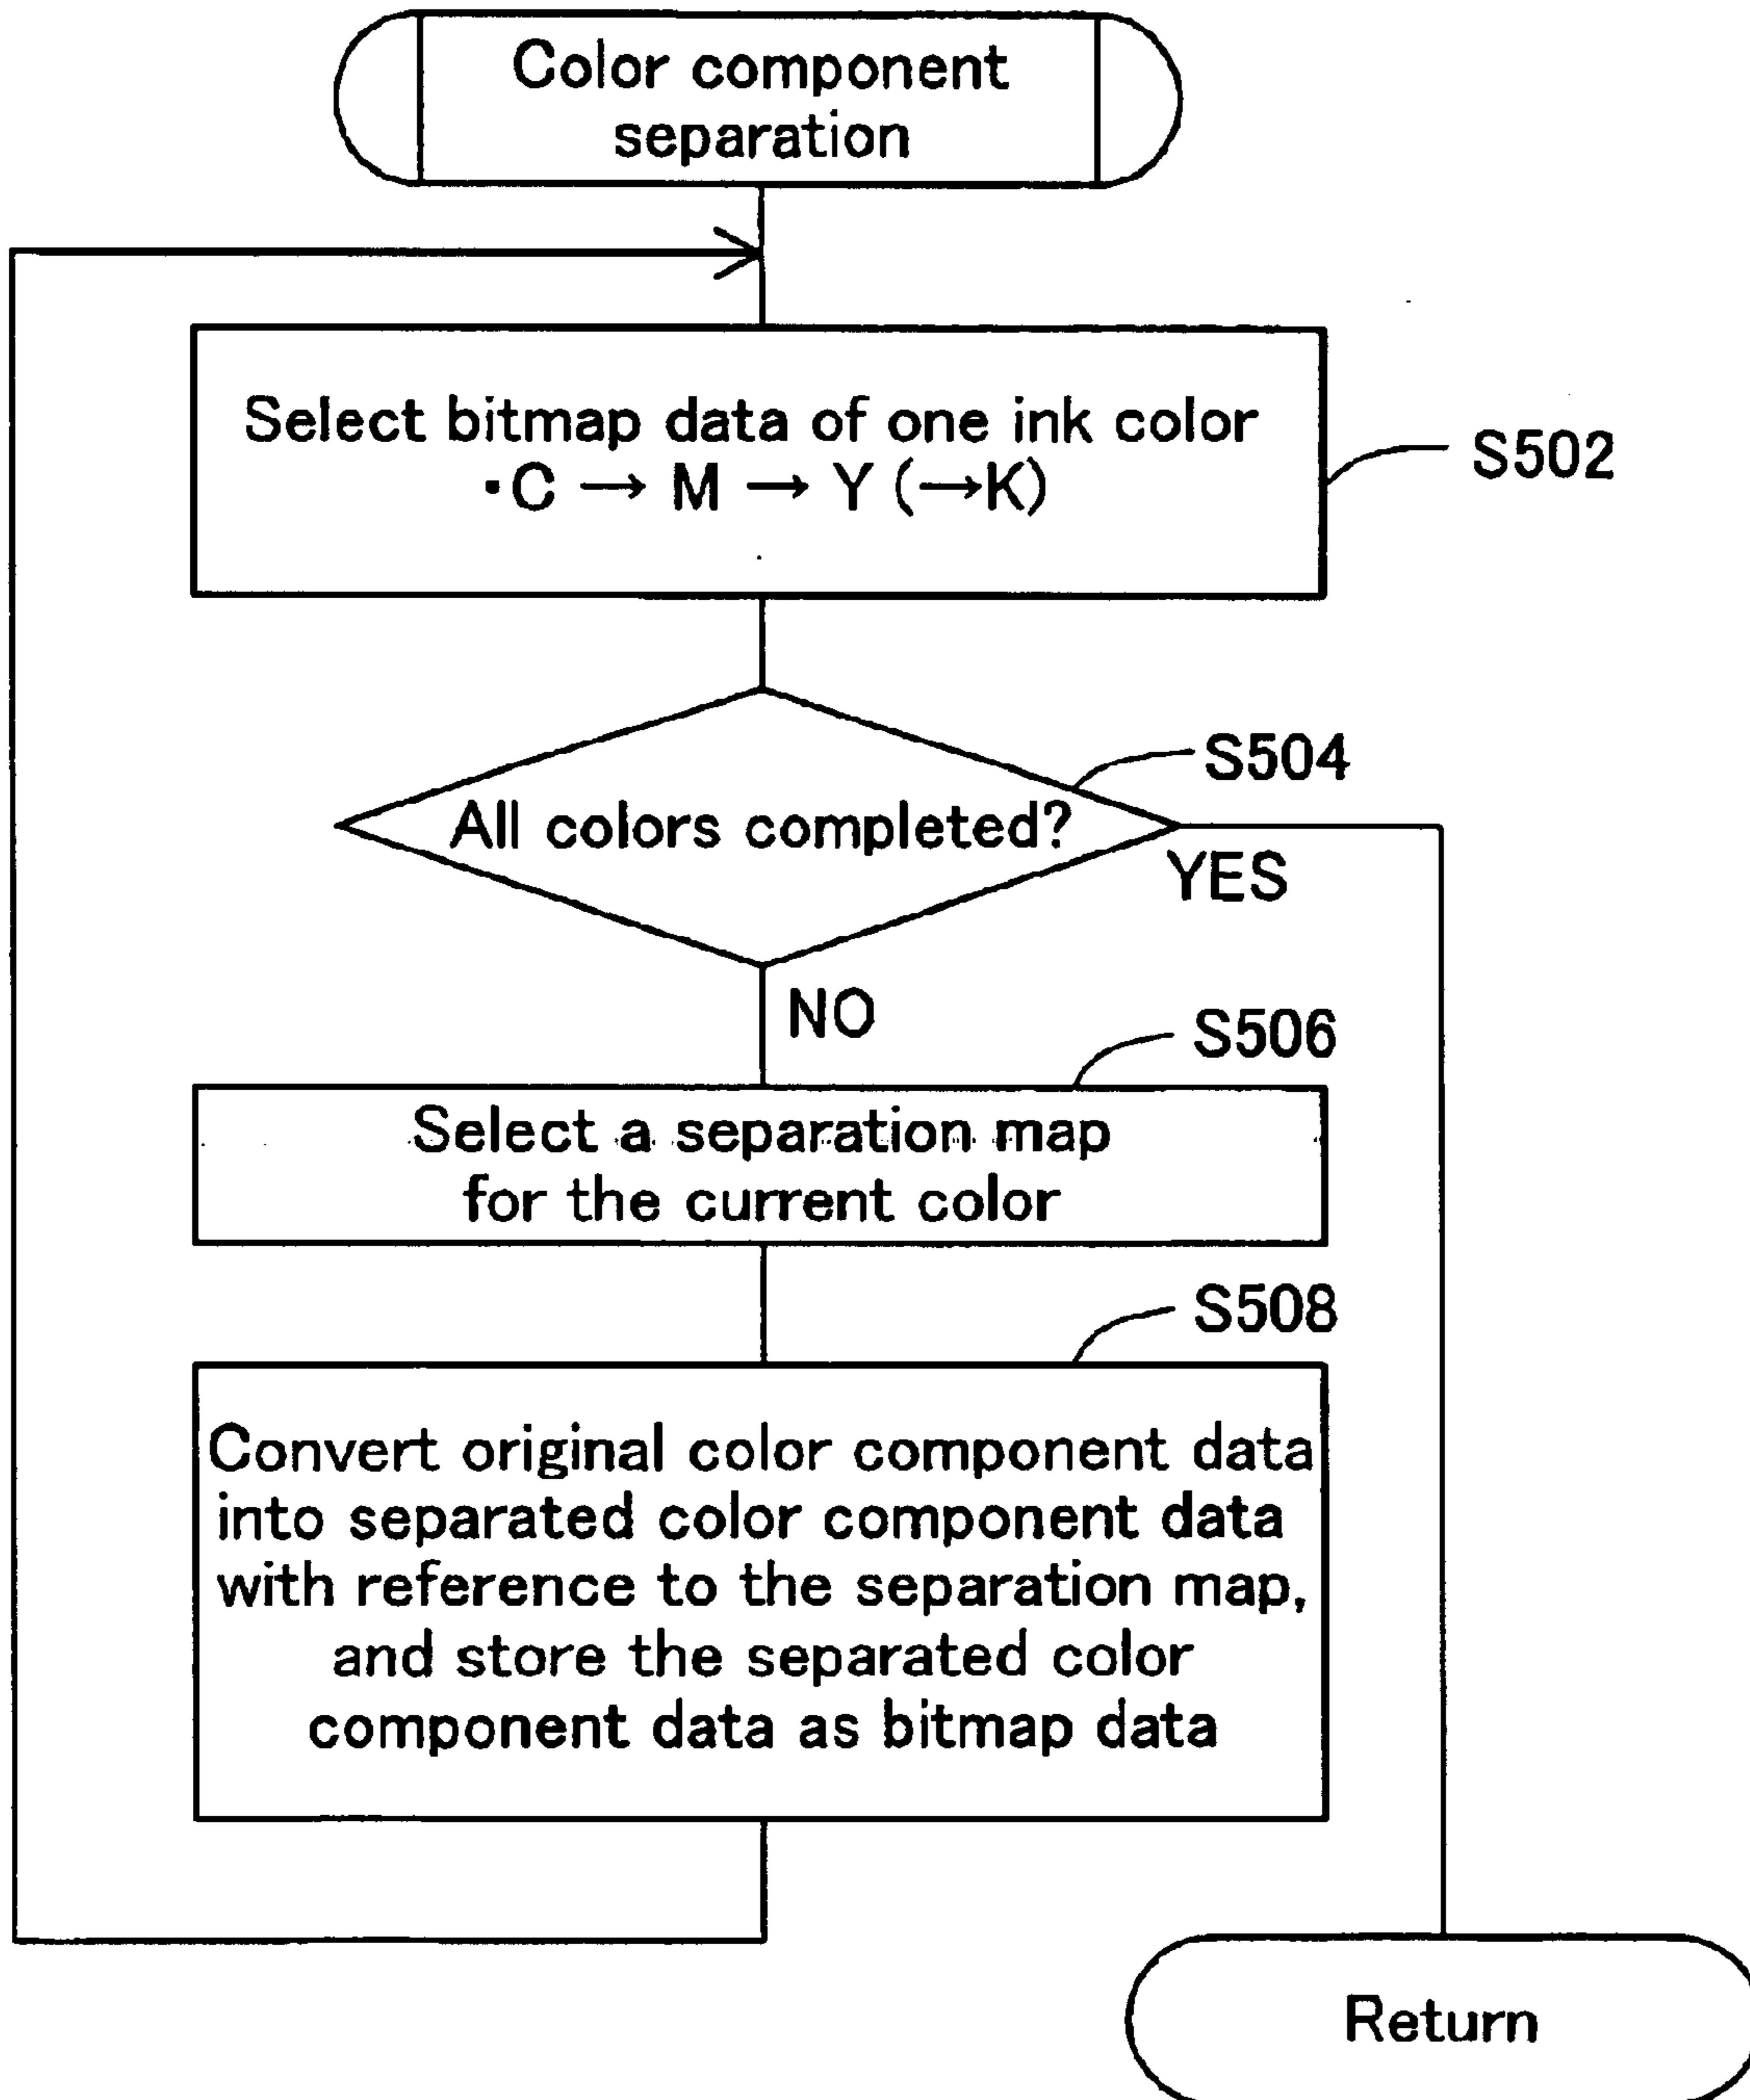 Color component
separation
Select bitmap data of one ink color
・C → M → Y (→K)
S502
S504
All colors completed?
YES
NO
S506
Select a separation map
for the current color
S508
Convert original color component data
into separated color component data
with reference to the separation map,
and store the separated color
component data as bitmap data
Return